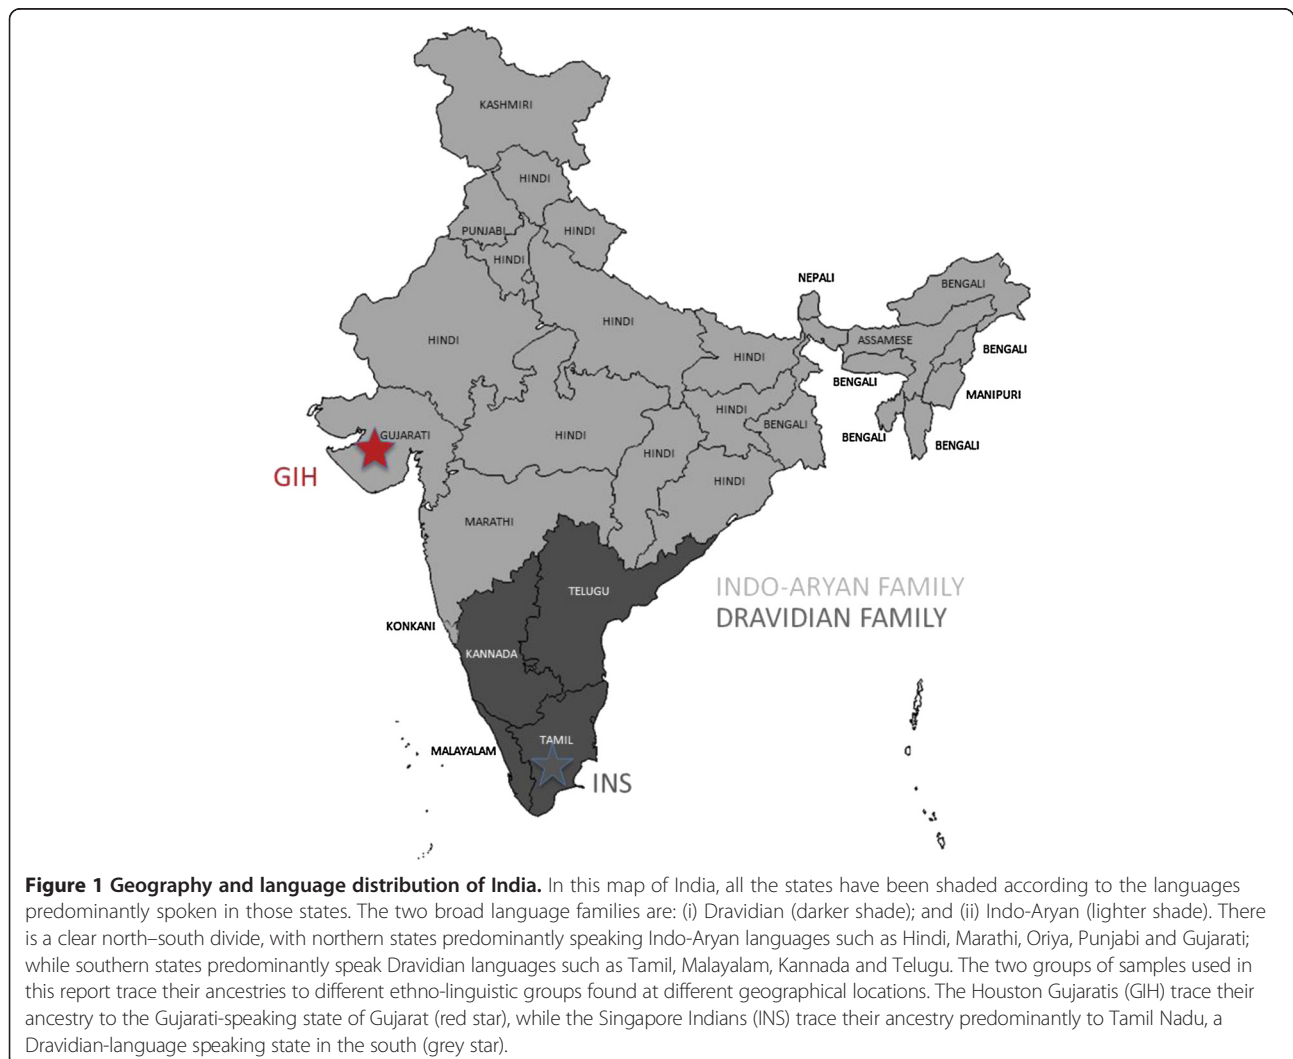 KASHMIRI
HINDI
PUNJABI
HINDI
HINDI
NEPALI
BENGALI
HINDI
HINDI
ASSAMESE
BENGALI
HINDI
BENGALI
MANIPURI
HINDI
BENGALI
GUJARATI
HINDI
BENGALI
BENGALI
HINDI
GIH
HINDI
MARATHI
TELUGU
INDO-ARYAN FAMILY
DRAVIDIAN FAMILY
KONKANI
KANNADA
TAMIL
MALAYALAM
INS
Figure 1 Geography and language distribution of India. In this map of India, all the states have been shaded according to the languages
predominantly spoken in those states. The two broad language families are: (i) Dravidian (darker shade); and (ii) Indo-Aryan (lighter shade). There
is a clear north–south divide, with northern states predominantly speaking Indo-Aryan languages such as Hindi, Marathi, Oriya, Punjabi and Gujarati;
while southern states predominantly speak Dravidian languages such as Tamil, Malayalam, Kannada and Telugu. The two groups of samples used in
this report trace their ancestries to different ethno-linguistic groups found at different geographical locations. The Houston Gujaratis (GIH) trace their
ancestry to the Gujarati-speaking state of Gujarat (red star), while the Singapore Indians (INS) trace their ancestry predominantly to Tamil Nadu, a
Dravidian-language speaking state in the south (grey star).